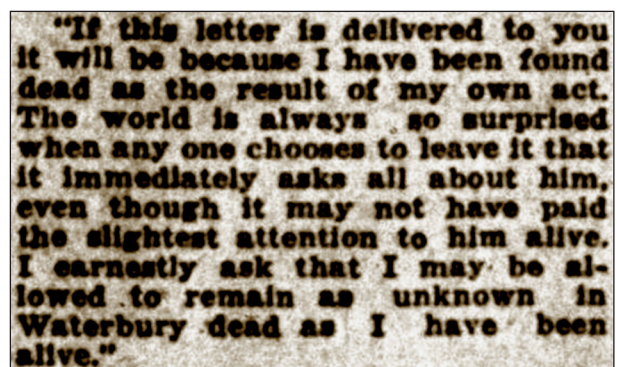 "If this letter is delivered to you
it will be because I have been found
dead as the result of my own act.
The world is always so surprised
when any one chooses to leave it that
it immediately asks all about him,
even though it may not have paid
the slightest attention to him alive.
I earnestly ask that I may be al-
lowed to remain as unknown in
Waterbury dead as I have been
alive."